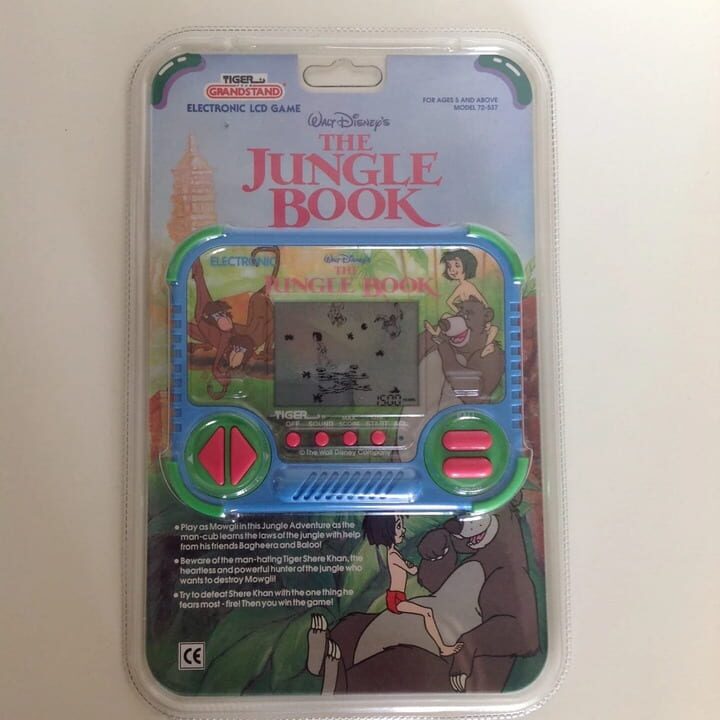 TIGER
GRANDSTAND
ELECTRONIC LCD GAME
FOR AGES 5 AND ABOVE
MODEL 72-537
Walt Disney's
THE
JUNGLE
BOOK
ELECTRONIC
Walt Disney's
THE
JUNGLE BOOK
1500
TIGER
OFF SOUND SCORE START ACL
© The Walt Disney Company
• Play as Mowgli in this Jungle Adventure as the
man-cub learns the laws of the jungle with help
from his friends Bagheera and Baloo!
• Beware of the man-hating Tiger Shere Khan, the
heartless and powerful hunter of the jungle who
wants to destroy Mowgli!
• Try to defeat Shere Khan with the one thing he
fears most - fire! Then you win the game!
CE